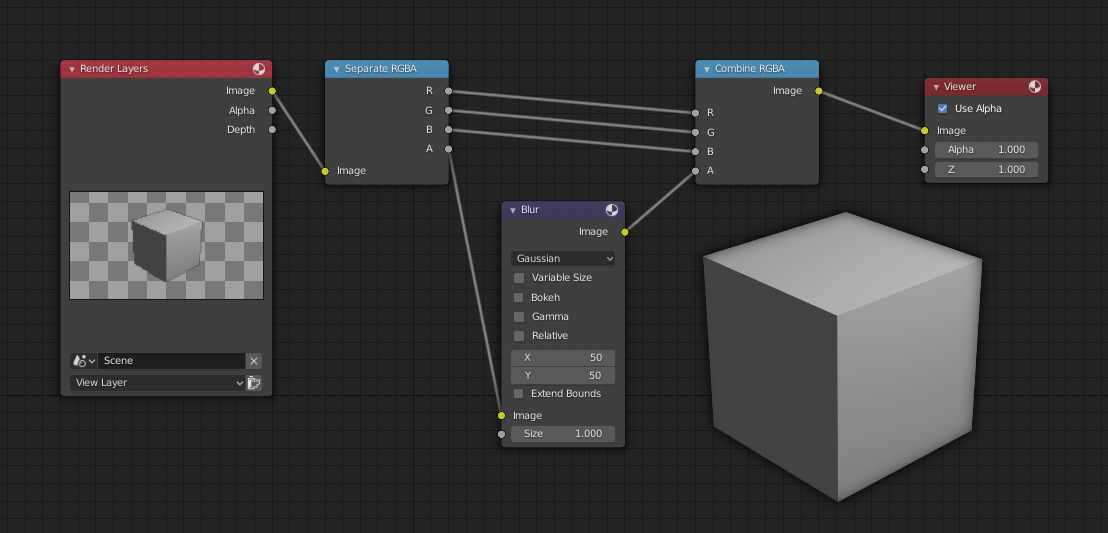 Render Layers
Image
Alpha
Depth
Scene
View Layer
Separate RGBA
R
G
B
A
Image
Blur
Image
Gaussian
Variable Size
Bokeh
Gamma
Relative
X 50
Y 50
Extend Bounds
Image
Size 1.000
Combine RGBA
Image
R
G
B
A
Viewer
Use Alpha
Image
Alpha 1.000
Z 1.000